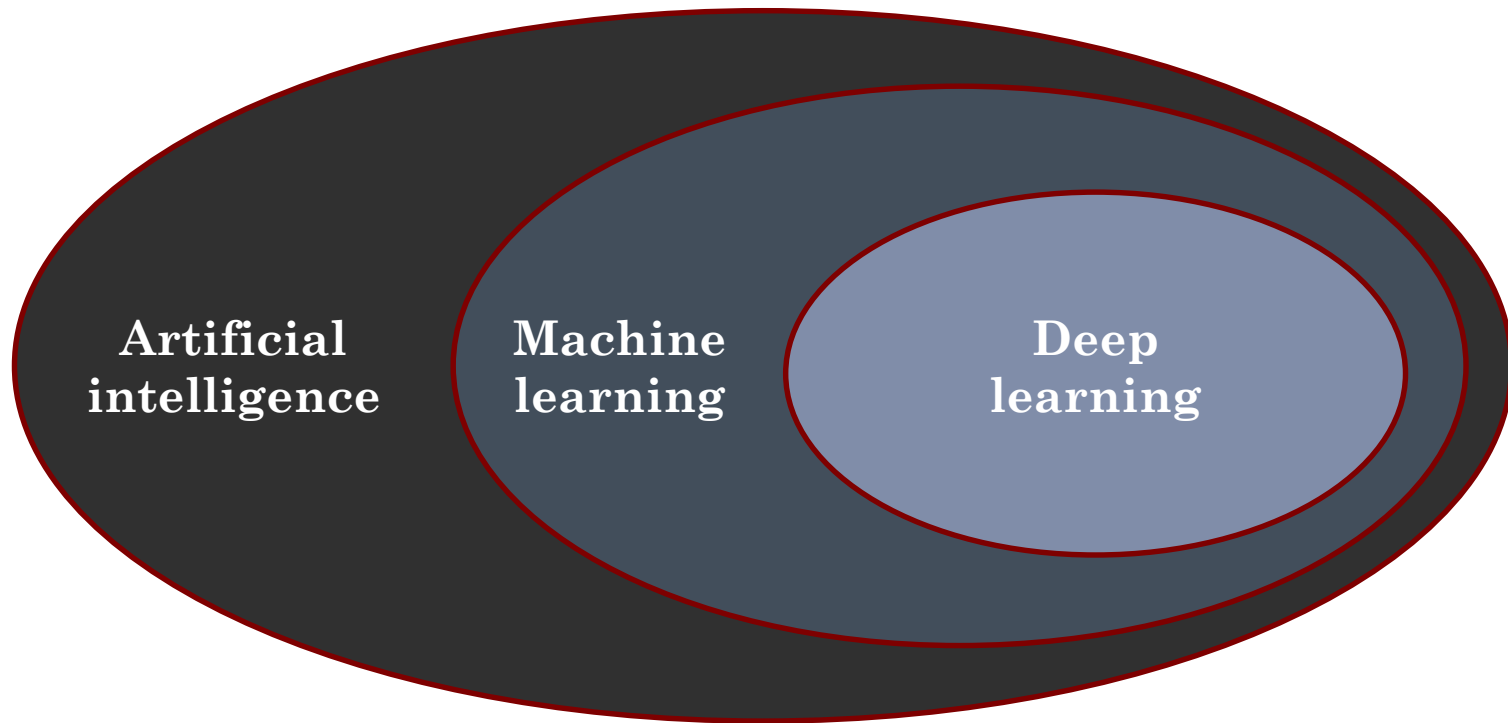 Artificial
intelligence
Machine
learning
Deep
learning